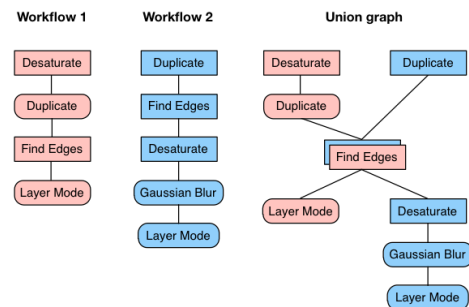 Workflow 1
Workflow 2
Union graph
Desaturate
Duplicate
Find Edges
Layer Mode
Duplicate
Find Edges
Desaturate
Gaussian Blur
Layer Mode
Desaturate
Duplicate
Duplicate
Find Edges
Layer Mode
Desaturate
Gaussian Blur
Layer Mode